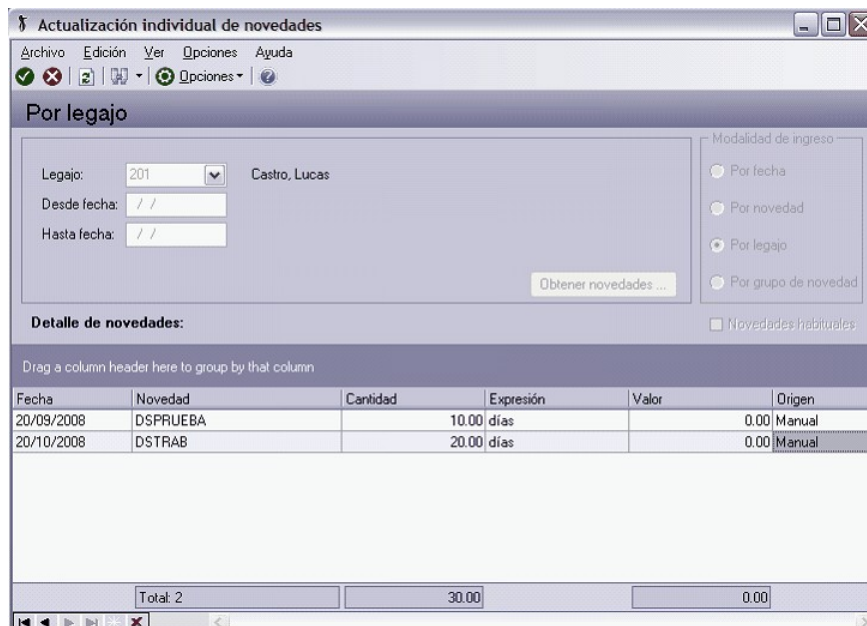 Actualización individual de novedades
Archivo Edición Ver Opciones Ayuda
Opciones
Por legajo
Modalidad de ingreso
Legajo: 201 Castro, Lucas
Por fecha
Desde fecha: / /
Por novedad
Hasta fecha: / /
Por legajo
Obtener novedades ...
Por grupo de novedad
Detalle de novedades:
Novedades habituales
Drag a column header here to group by that column
Fecha Novedad Cantidad Expresión Valor Origen
20/09/2008 DSPRUEBA 10.00 días 0.00 Manual
20/10/2008 DSTRAB 20.00 días 0.00 Manual
Total: 2 30.00 0.00